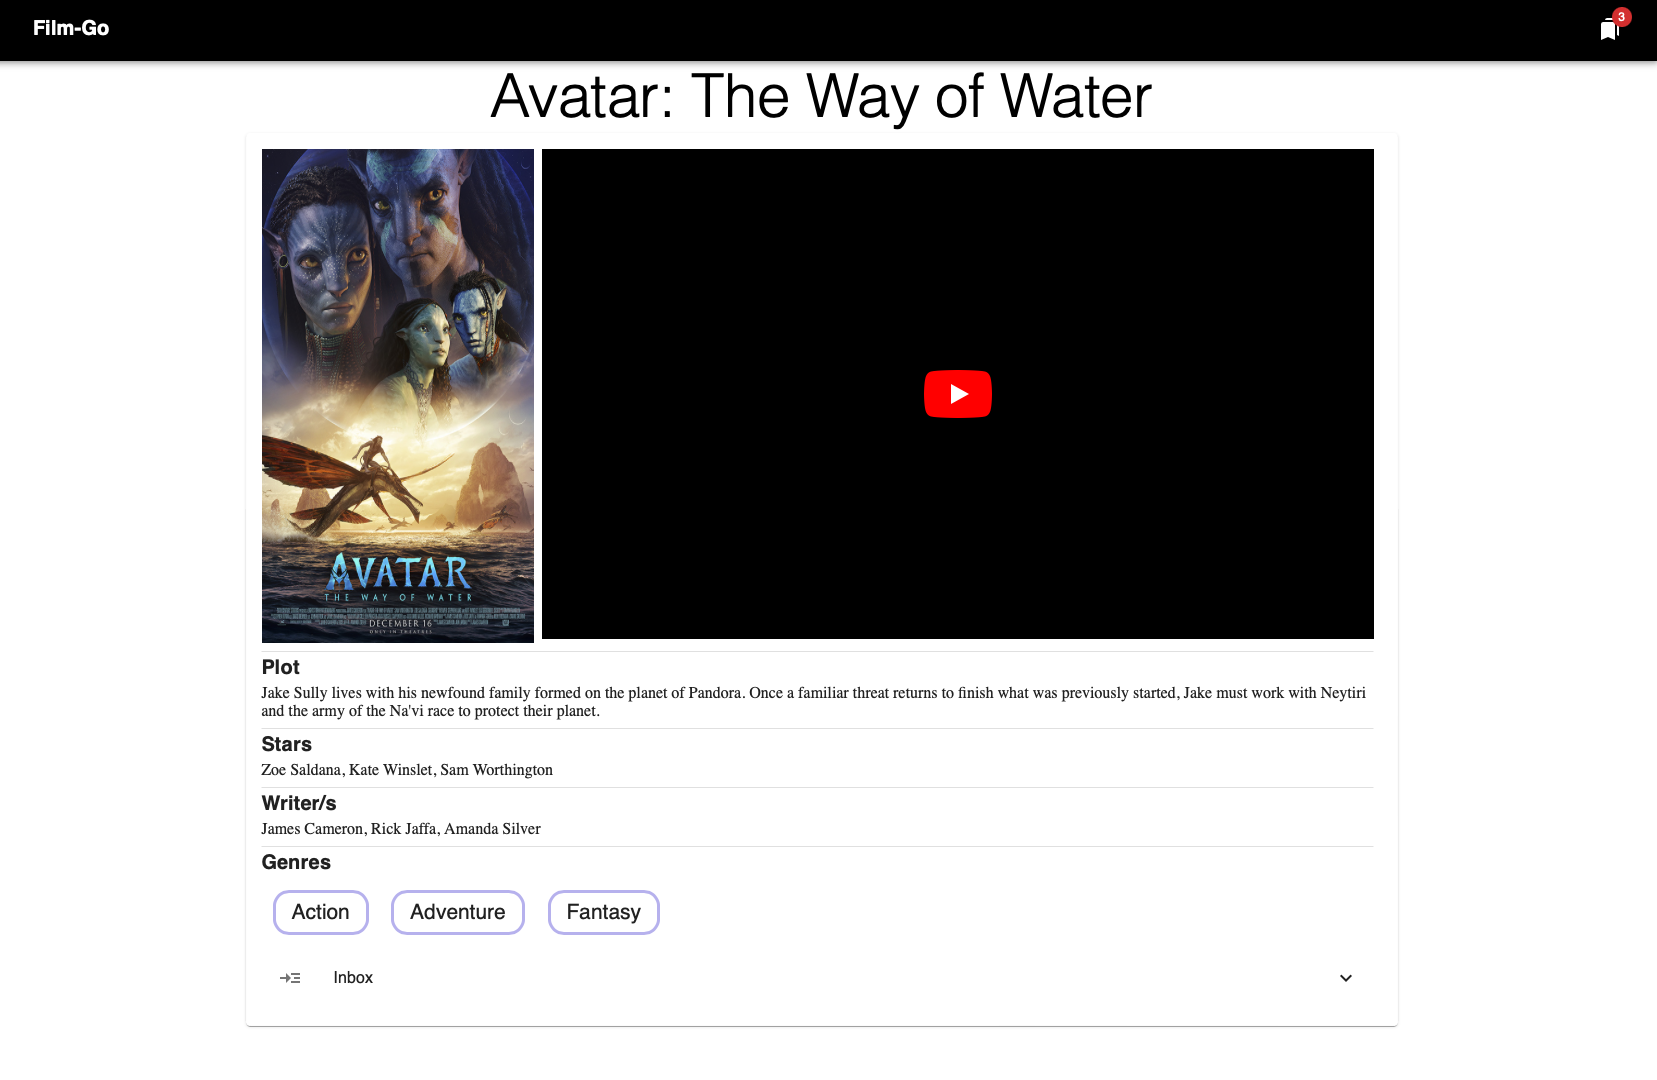 Film-Go
3
Avatar: The Way of Water
AVATAR
THE WAY OF WATER
DECEMBER 16
ONLY IN THEATRES
Plot
Jake Sully lives with his newfound family formed on the planet of Pandora. Once a familiar threat returns to finish what was previously started, Jake must work with Neytiri
and the army of the Na'vi race to protect their planet.
Stars
Zoe Saldana, Kate Winslet, Sam Worthington
Writer/s
James Cameron, Rick Jaffa, Amanda Silver
Genres
Action Adventure Fantasy
Inbox